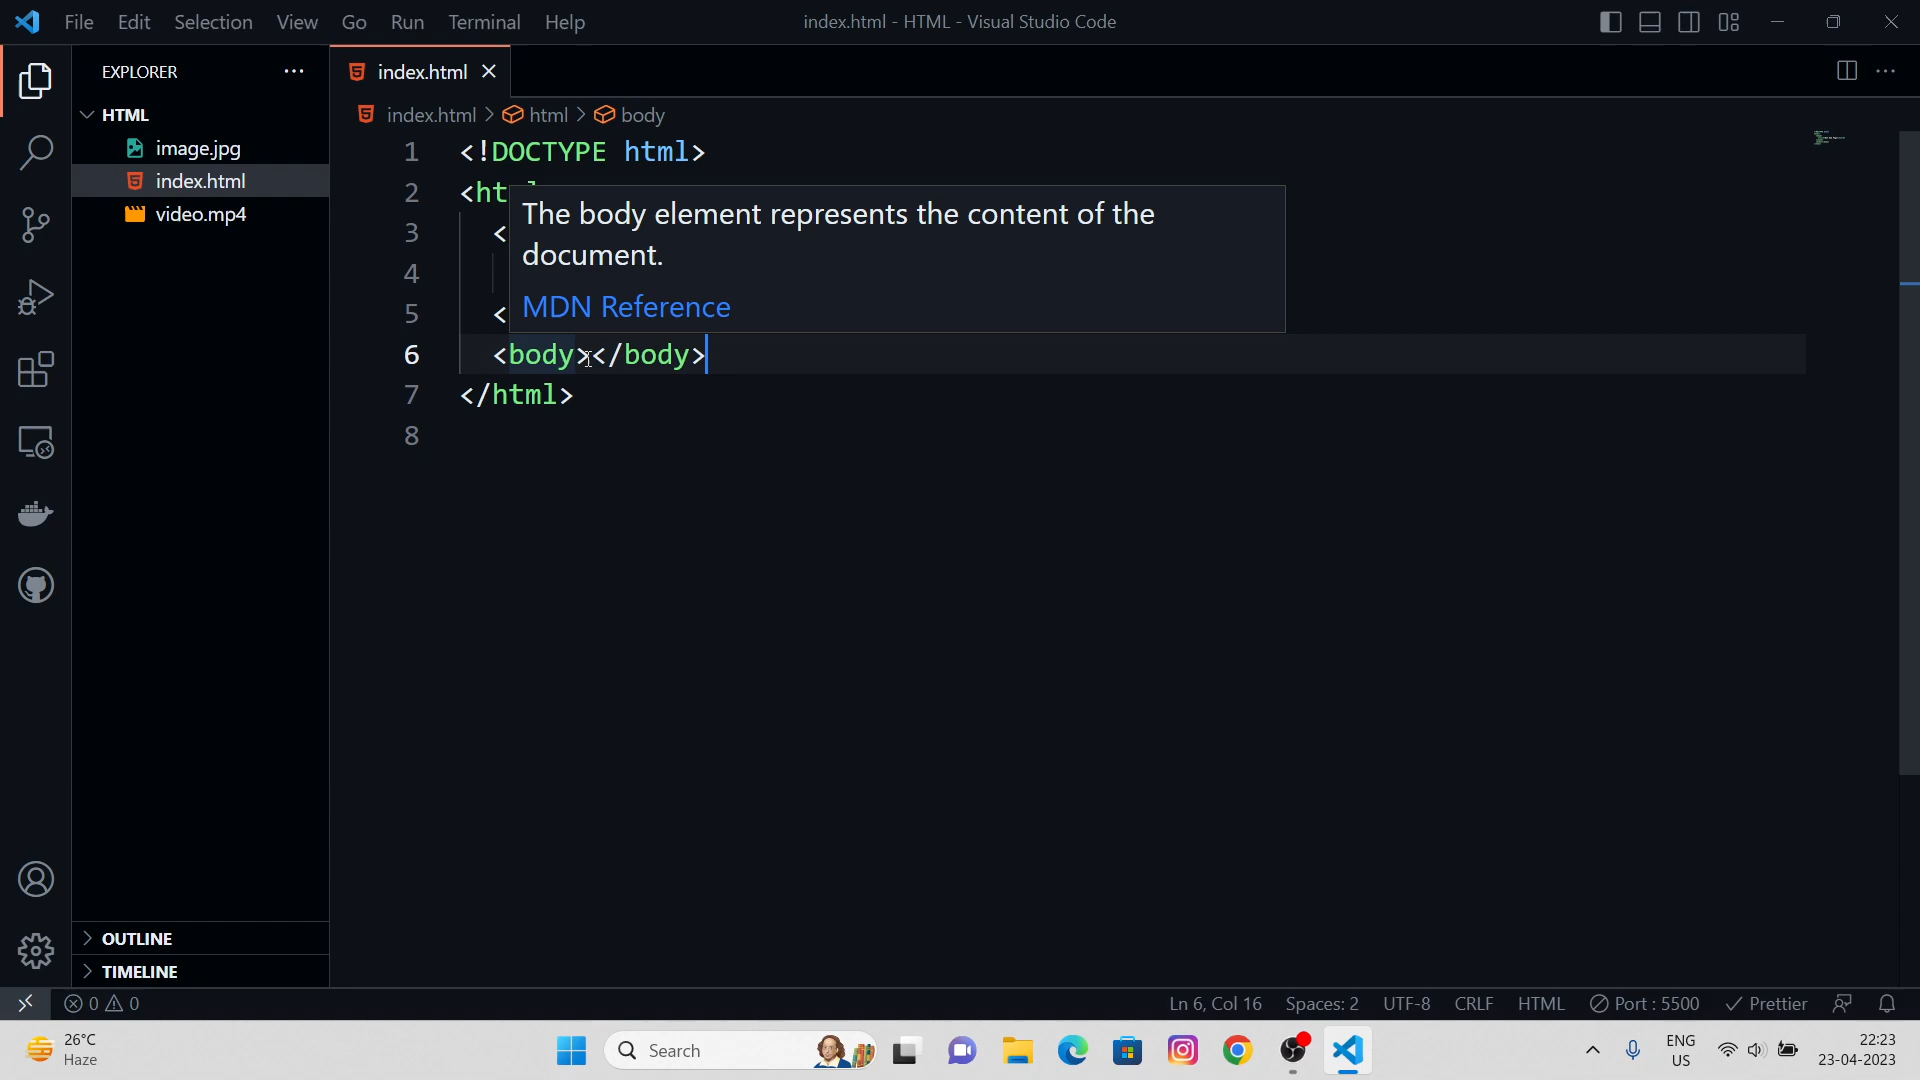 File Edit Selection View Go Run Terminal Help
index.html - HTML - Visual Studio Code
EXPLORER
HTML
image.jpg
index.html
video.mp4
index.html
index.html > html > body
1 <!DOCTYPE html>
2 <html
3 <
4
5 <
The body element represents the content of the
document.
MDN Reference
6 <body></body>
7 </html>
8
OUTLINE
TIMELINE
0 0
Ln 6, Col 16 Spaces: 2 UTF-8 CRLF HTML Port : 5500 Prettier
26°C
Haze
Search
ENG
US
22:23
23-04-2023